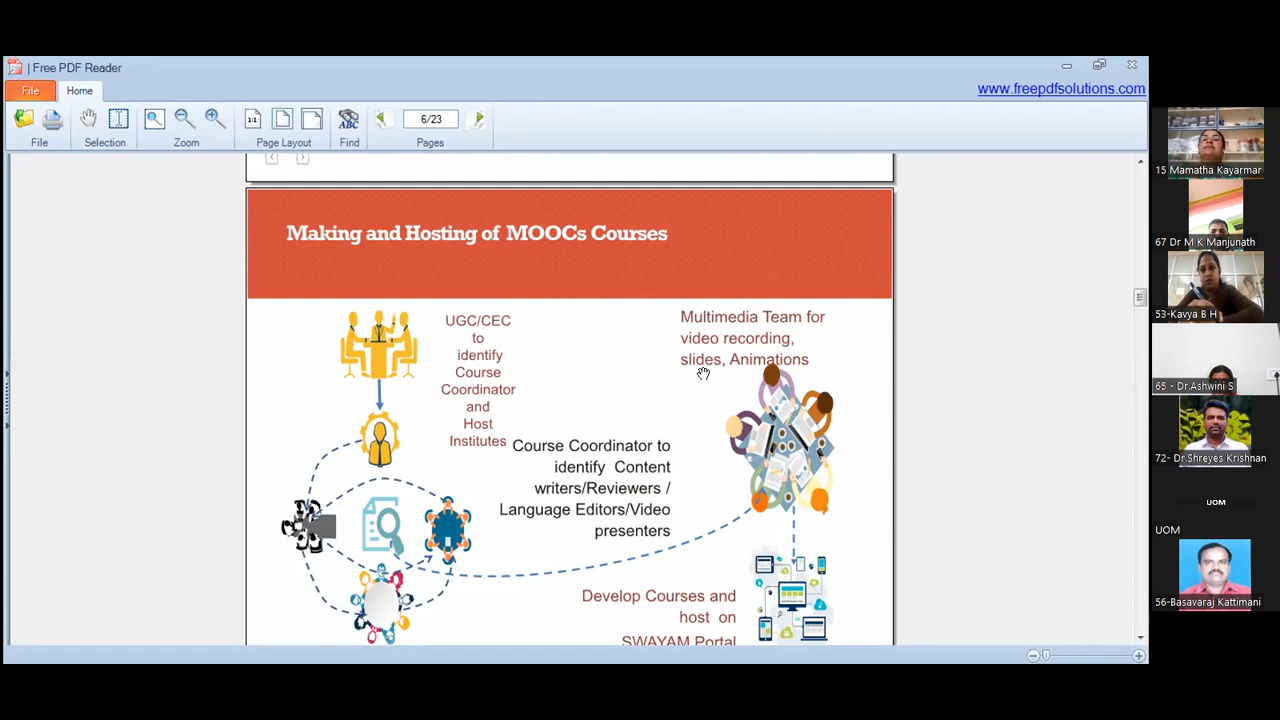 | Free PDF Reader
File
Home
www.freepdfsolutions.com
1:1
ABC
6/23
File
Selection
Zoom
Page Layout
Find
Pages
Making and Hosting of MOOCs Courses
UGC/CEC
to
identify
Course
Coordinator
and
Host
Institutes
Multimedia Team for
video recording,
slides, Animations
Course Coordinator to
identify Content
writers/Reviewers /
Language Editors/Video
presenters
Develop Courses and
host on
SWAYAM Portal
15 Mamatha Kayarmar
67 Dr M K Manjunath
53-Kavya B H
65 - Dr.Ashwini S
72- Dr.Shreyes Krishnan
UOM
UOM
56-Basavaraj Kattimani